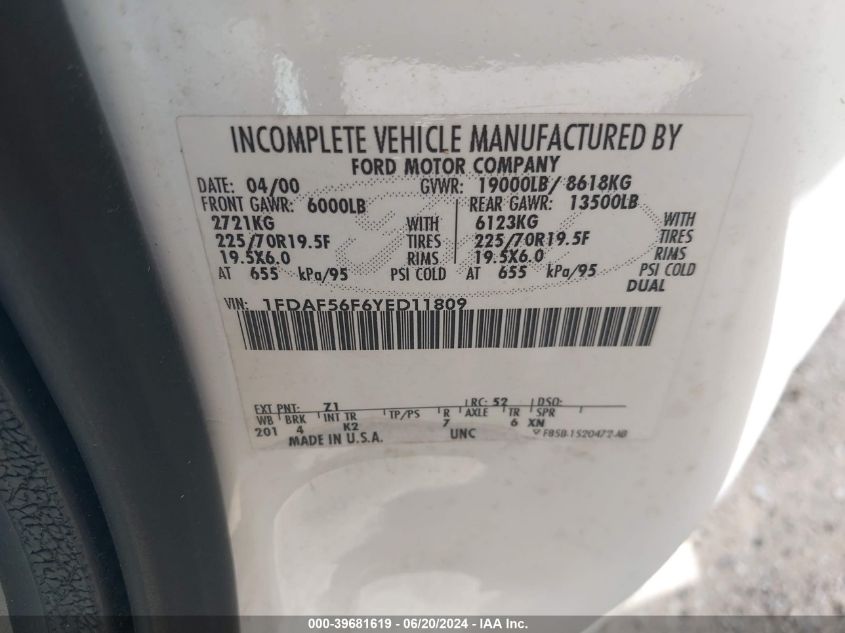 INCOMPLETE VEHICLE MANUFACTURED BY
FORD MOTOR COMPANY
DATE: 04/00 GVWR: 19000LB/ 8618KG
FRONT GAWR: 6000LB REAR GAWR: 13500LB
2721KG WITH 6123KG WITH
225/70R19.5F TIRES 225/70R19.5F TIRES
19.5X6.0 RIMS 19.5X6.0 RIMS
AT 655 kPa/95 PSI COLD AT 655 kPa/95 PSI COLD
DUAL
VIN: 1FDAF56F6YED11809
EXT PNT: Z1 RC: 52 DSO:
WB BRK INT TR TP/PS R AXLE TR SPR
201 4 K2 7 6 XN
MADE IN U.S.A. UNC F85B-1520472-AB
000-39681619 - 06/20/2024 - IAA Inc.